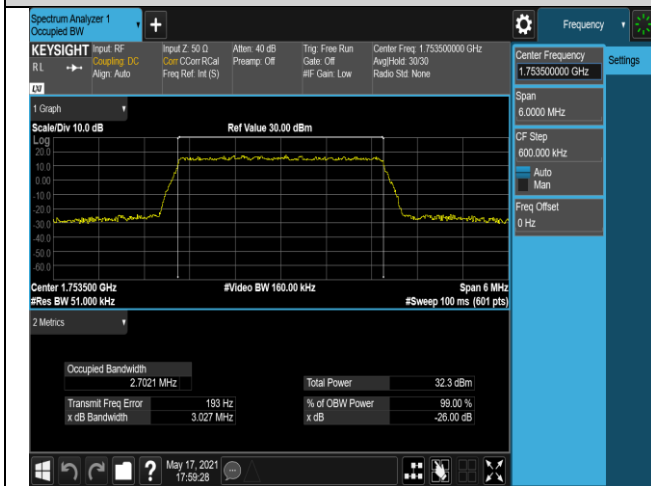 Spectrum Analyzer 1
Occupied BW
+
Frequency
KEYSIGHT
RL
LXI
Input: RF
Coupling: DC
Align: Auto
Input Z: 50 Ω
Corr CCorr RCal
Freq Ref: Int (S)
Atten: 40 dB
Preamp: Off
Trig: Free Run
Gate: Off
#IF Gain: Low
Center Freq: 1.753500000 GHz
Avg|Hold: 30/30
Radio Std: None
Center Frequency
1.753500000 GHz
Settings
Span
6.0000 MHz
CF Step
600.000 kHz
Auto
Man
Freq Offset
0 Hz
1 Graph
Scale/Div 10.0 dB
Ref Value 30.00 dBm
Log
20.0
10.0
0.00
-10.0
-20.0
-30.0
-40.0
-50.0
-60.0
Center 1.753500 GHz
#Video BW 160.00 kHz
Span 6 MHz
#Res BW 51.000 kHz
#Sweep 100 ms (601 pts)
2 Metrics
Occupied Bandwidth
2.7021 MHz
Total Power
32.3 dBm
Transmit Freq Error
193 Hz
% of OBW Power
99.00 %
x dB Bandwidth
3.027 MHz
x dB
-26.00 dB
?
May 17, 2021
17:59:28